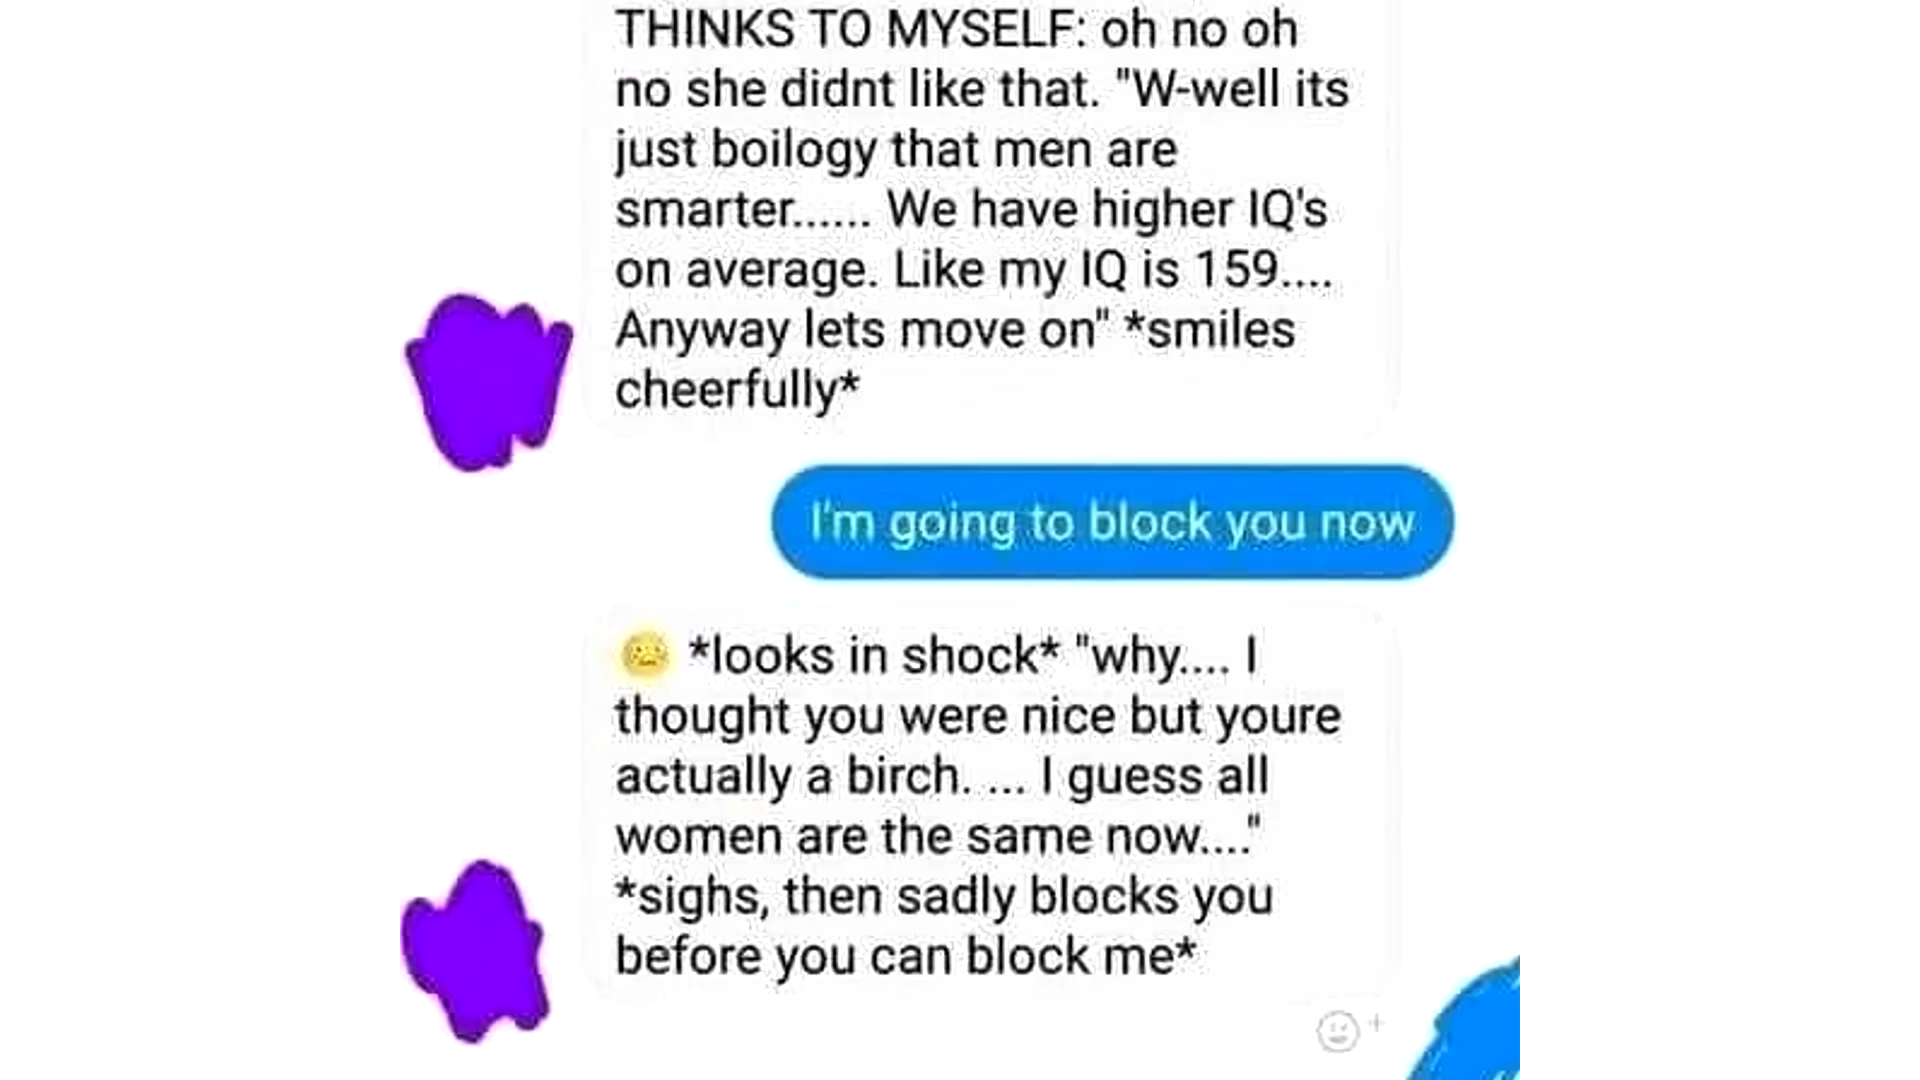 THINKS TO MYSELF: oh no oh
no she didnt like that. "W-well its
just boilogy that men are
smarter...... We have higher IQ's
on average. Like my IQ is 159....
Anyway lets move on" *smiles
cheerfully*
I'm going to block you now
*looks in shock* "why.... I
thought you were nice but youre
actually a birch. ... I guess all
women are the same now...."
*sighs, then sadly blocks you
before you can block me*